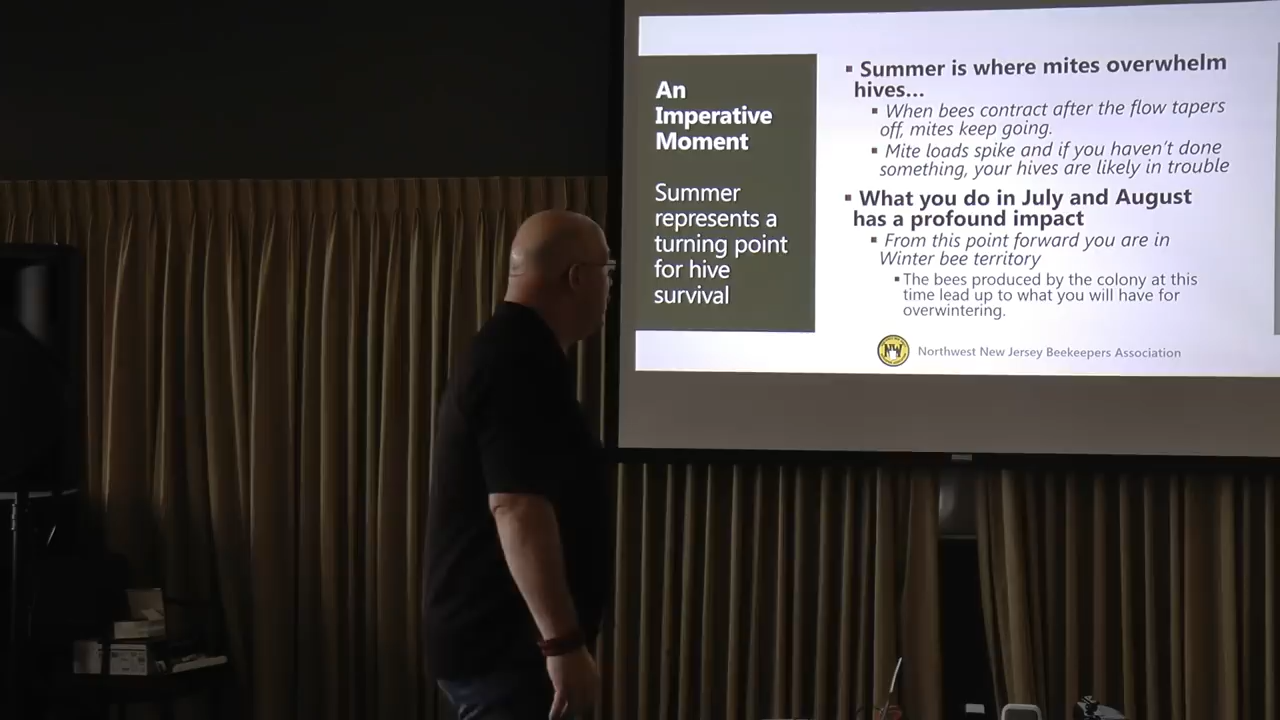 An
Imperative
Moment
Summer
represents a
turning point
for hive
survival
▪ Summer is where mites overwhelm
hives...
▪ When bees contract after the flow tapers
off, mites keep going.
▪ Mite loads spike and if you haven't done
something, your hives are likely in trouble
▪ What you do in July and August
has a profound impact
▪ From this point forward you are in
Winter bee territory
▪ The bees produced by the colony at this
time lead up to what you will have for
overwintering.
NW
Northwest New Jersey Beekeepers Association